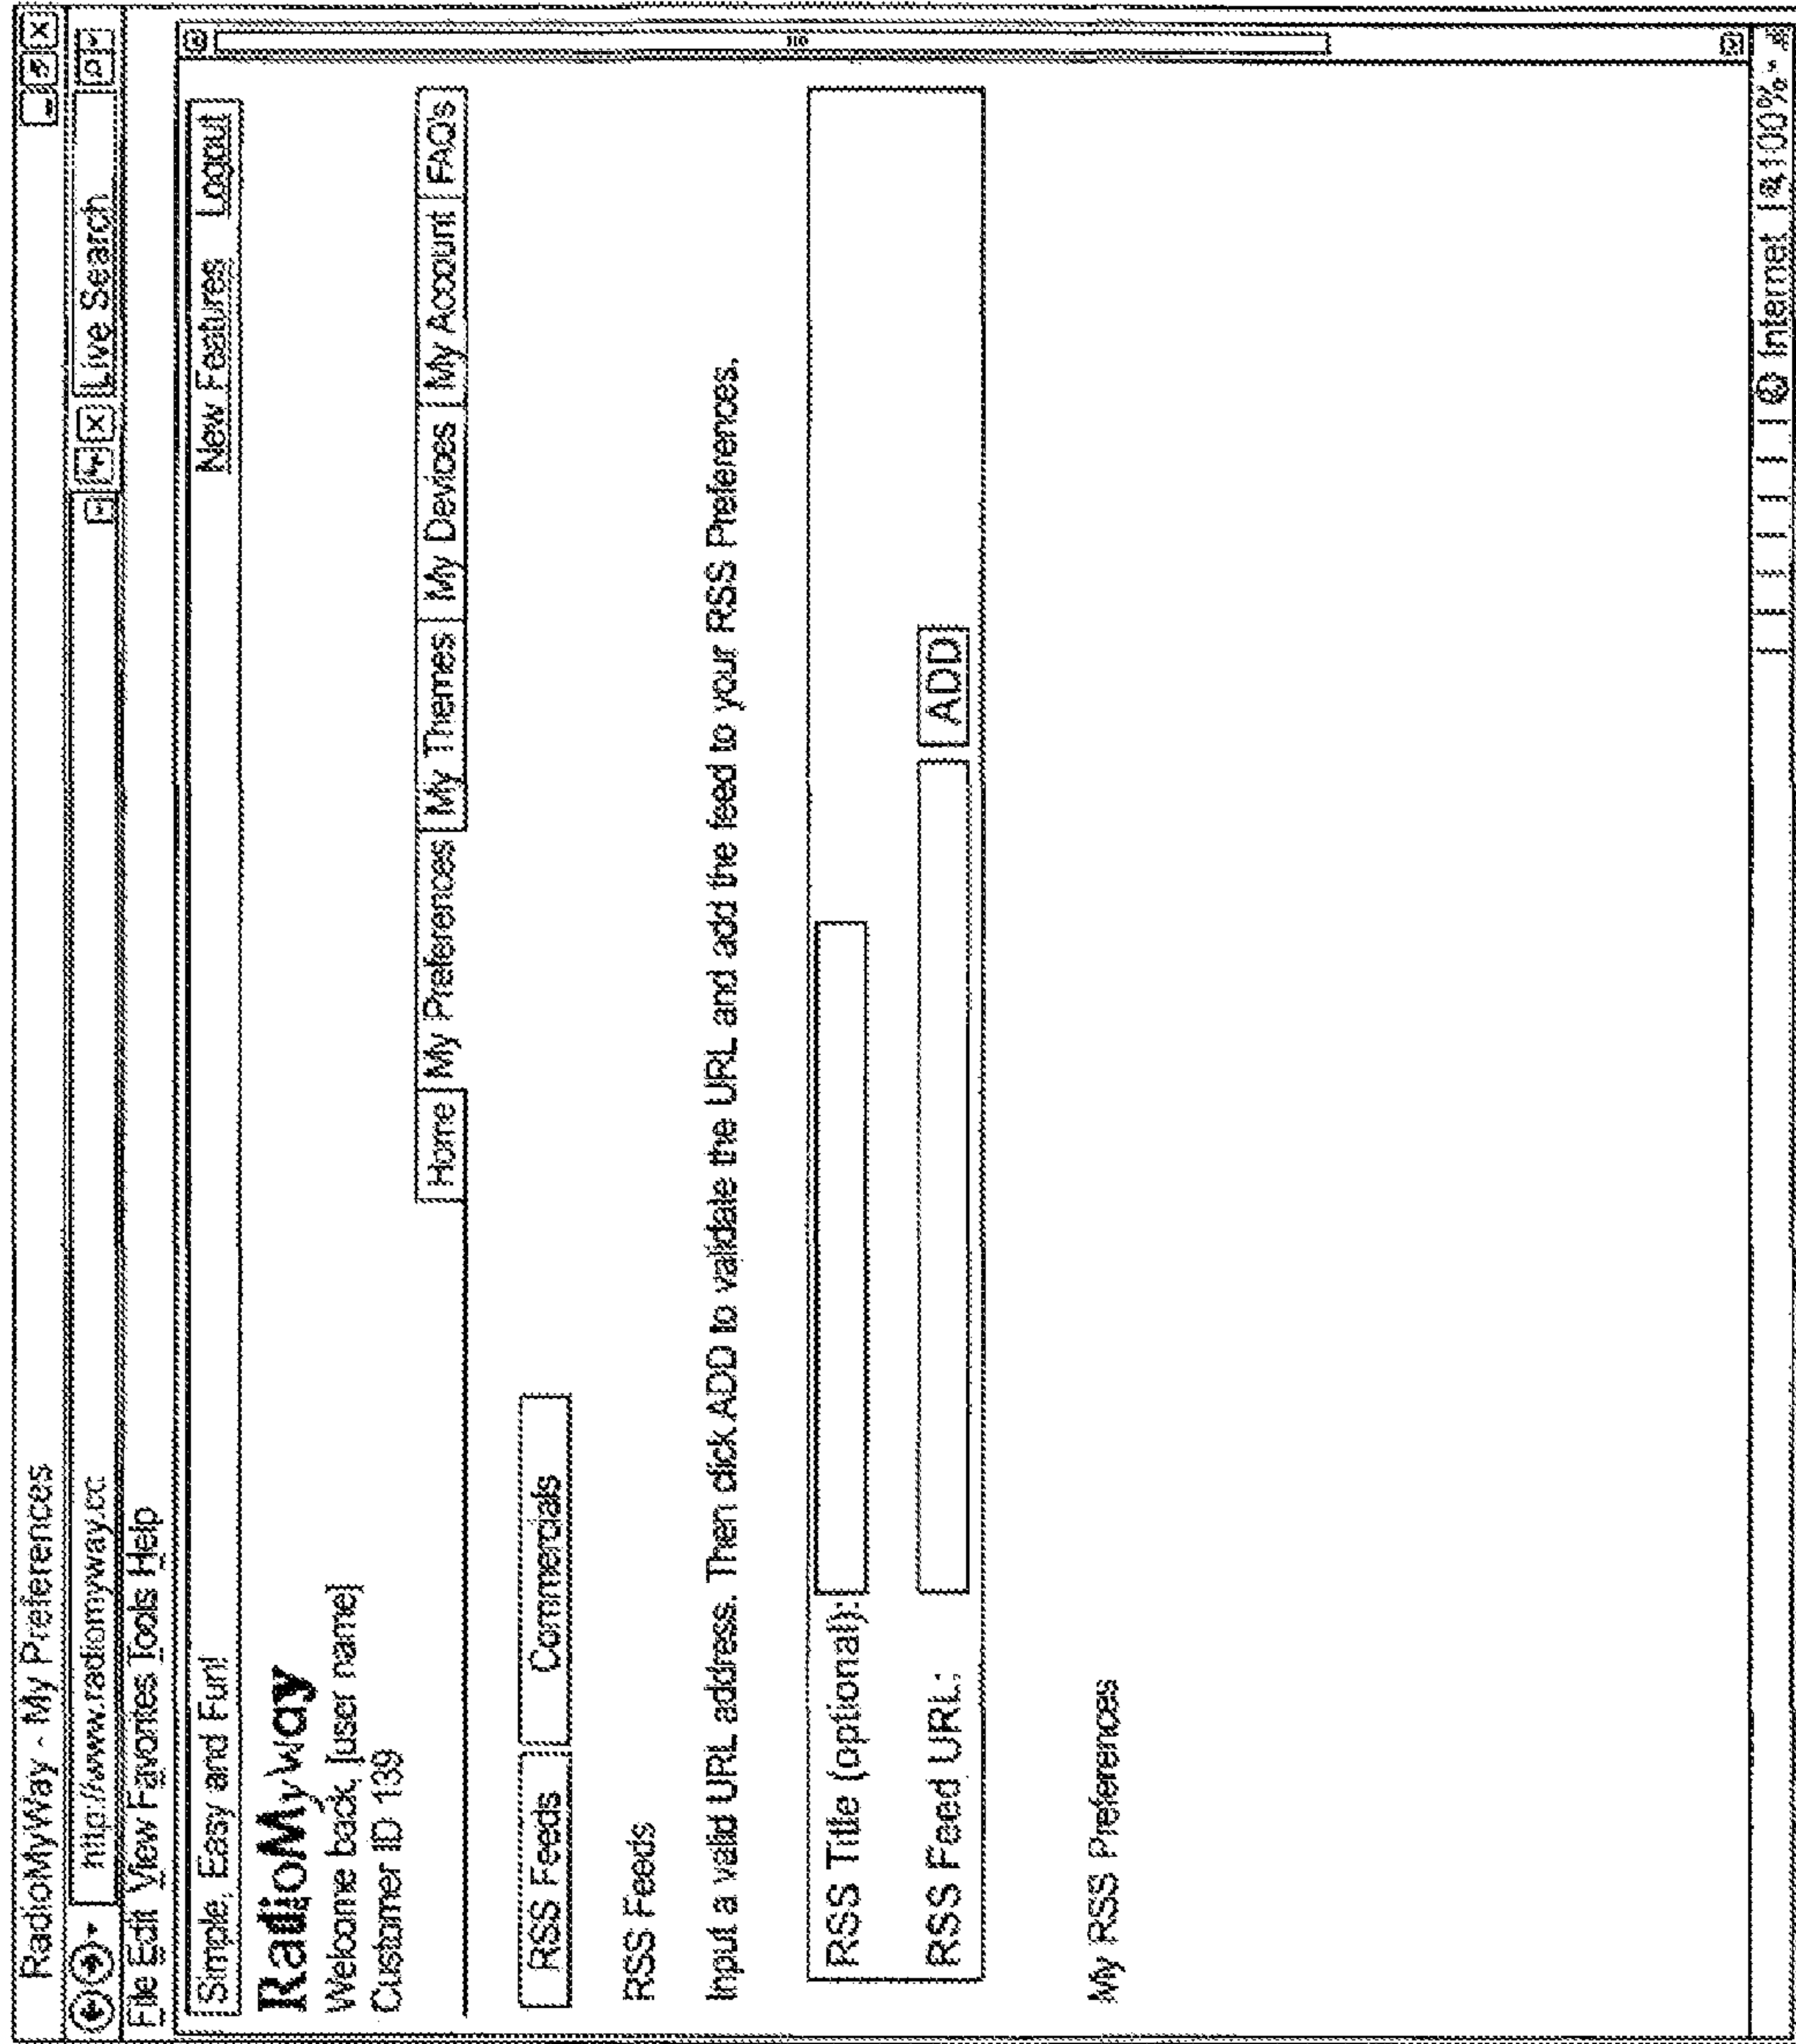 RadioMyWay - My Preferences
http://www.radiomyway.cc
Live Search
File Edit View Favorites Tools Help
Simple, Easy and Fun! New Features Logout
RadioMyWay
Welcome back, [user name]
Customer ID 139
Home My Preferences My Themes My Devices My Account FAQ's
RSS Feeds Commercials
RSS Feeds
Input a valid URL address. Then click ADD to validate the URL and add the feed to your RSS Preferences.
RSS Title (optional):
RSS Feed URL: ADD
My RSS Preferences
Internet 100%